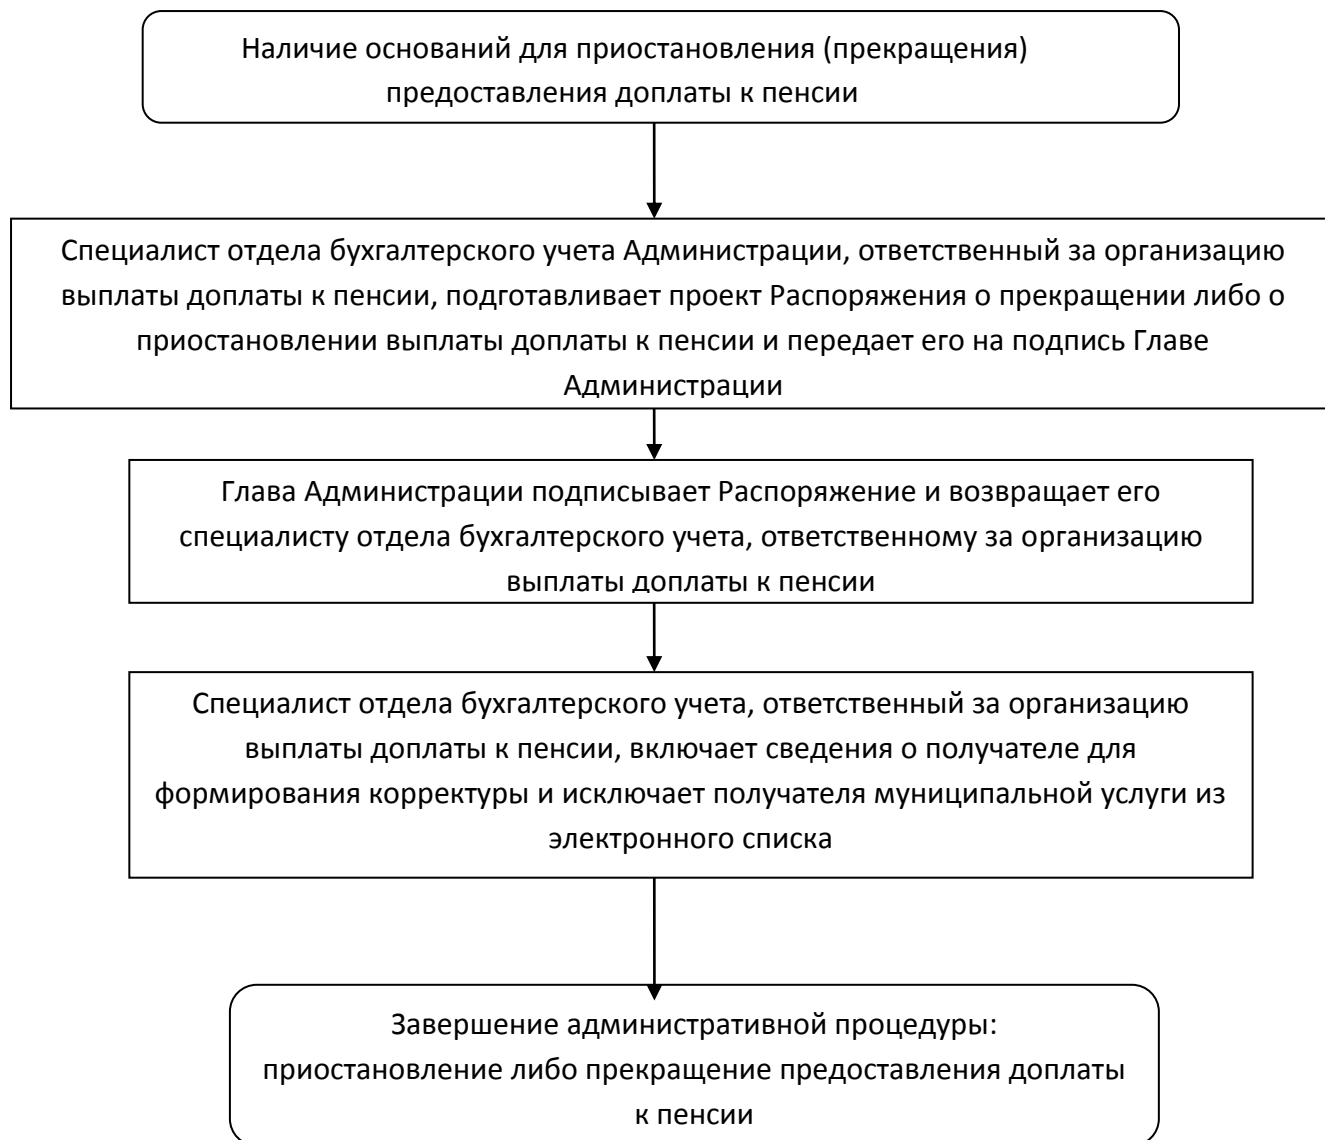 Наличие оснований для приостановления (прекращения)
предоставления доплаты к пенсии
Специалист отдела бухгалтерского учета Администрации, ответственный за организацию
выплаты доплаты к пенсии, подготавливает проект Распоряжения о прекращении либо о
приостановлении выплаты доплаты к пенсии и передает его на подпись Главе
Администрации
Глава Администрации подписывает Распоряжение и возвращает его
специалисту отдела бухгалтерского учета, ответственному за организацию
выплаты доплаты к пенсии
Специалист отдела бухгалтерского учета, ответственный за организацию
выплаты доплаты к пенсии, включает сведения о получателе для
формирования корректуры и исключает получателя муниципальной услуги из
электронного списка
Завершение административной процедуры:
приостановление либо прекращение предоставления доплаты
к пенсии